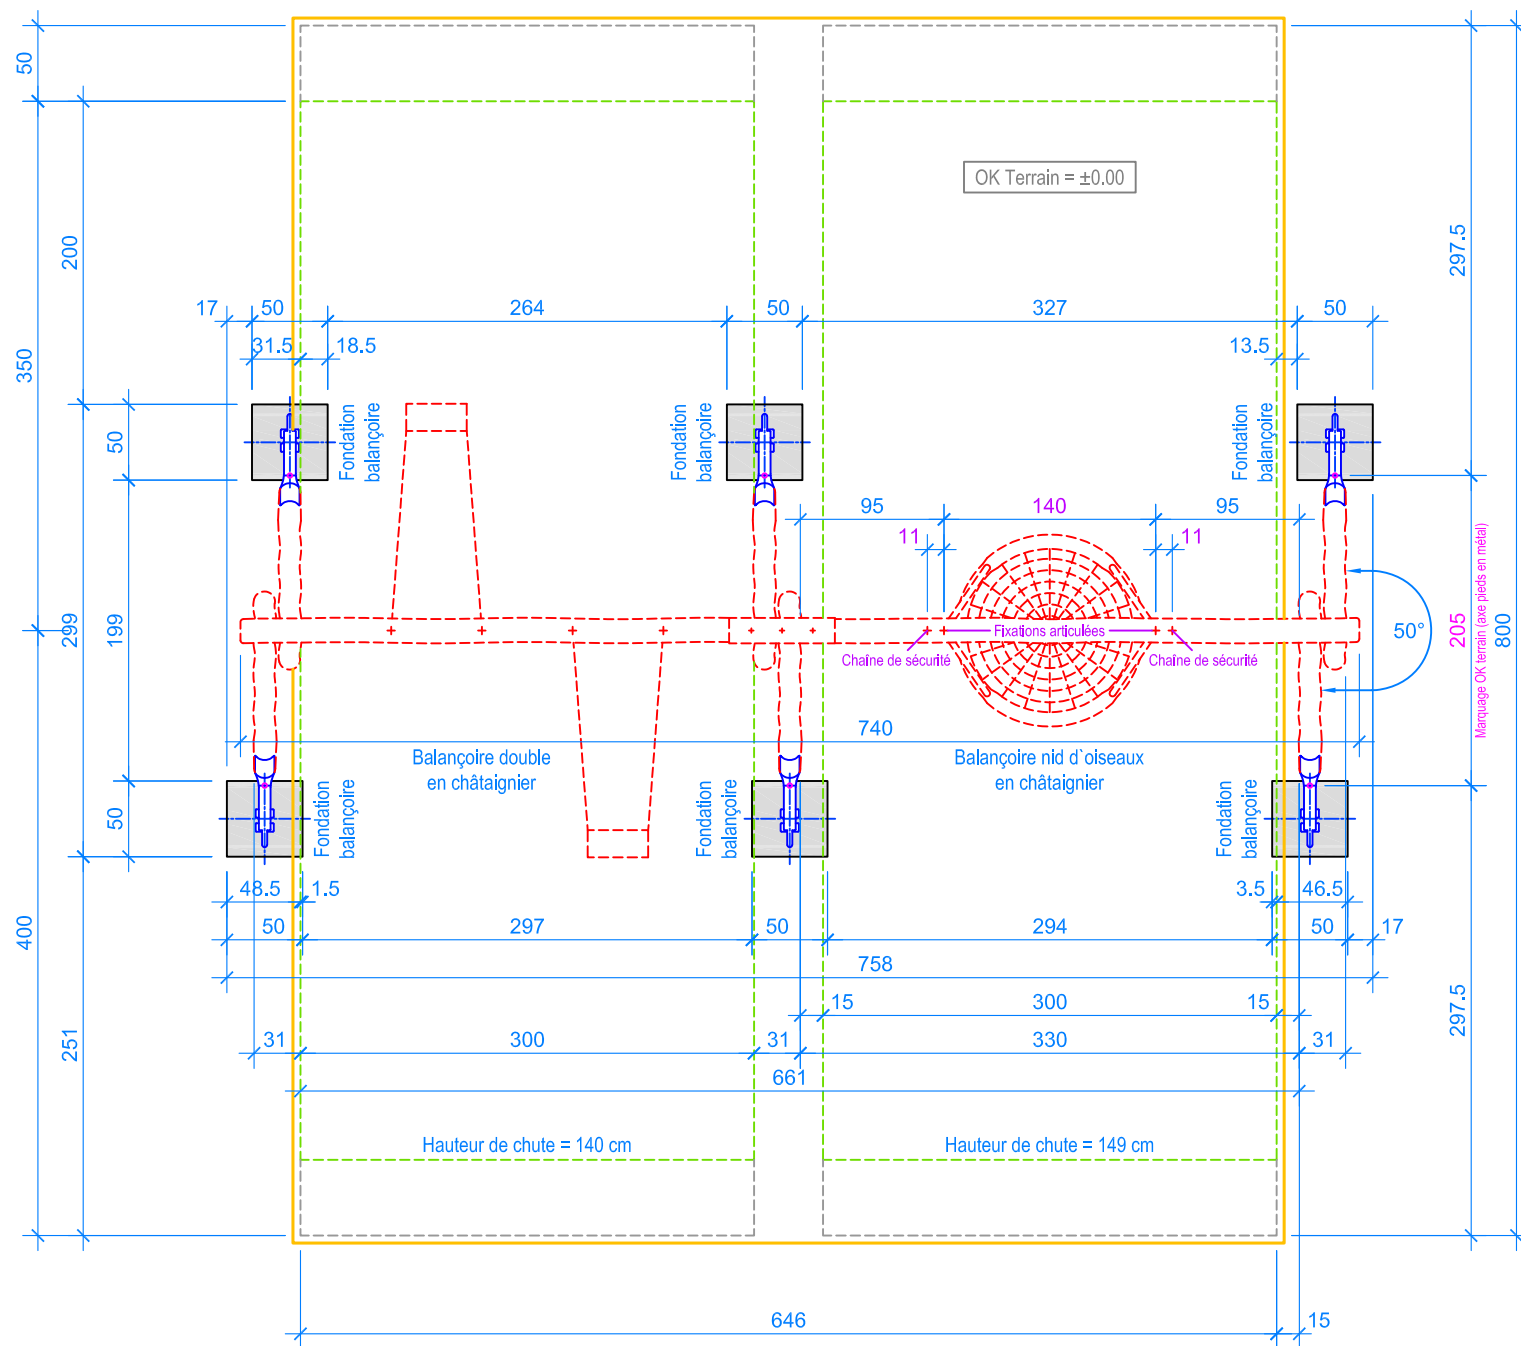 50
OK Terrain = ±0.00
200
297.5
17
50
264
50
327
50
31.5
18.5
13.5
350
Fondation
balançoire
Fondation
balançoire
Fondation
balançoire
50
95
140
95
11
11
299
199
Fixations articulées
Chaîne de sécurité
Chaîne de sécurité
50°
205
Marquage OK terrain (axe pieds en métal)
800
740
Balançoire double
en châtaignier
Balançoire nid d`oiseaux
en châtaignier
50
Fondation
balançoire
Fondation
balançoire
Fondation
balançoire
48.5
1.5
3.5
46.5
400
50
297
50
294
50
17
758
15
300
15
297.5
251
31
300
31
330
31
661
Hauteur de chute = 140 cm
Hauteur de chute = 149 cm
646
15